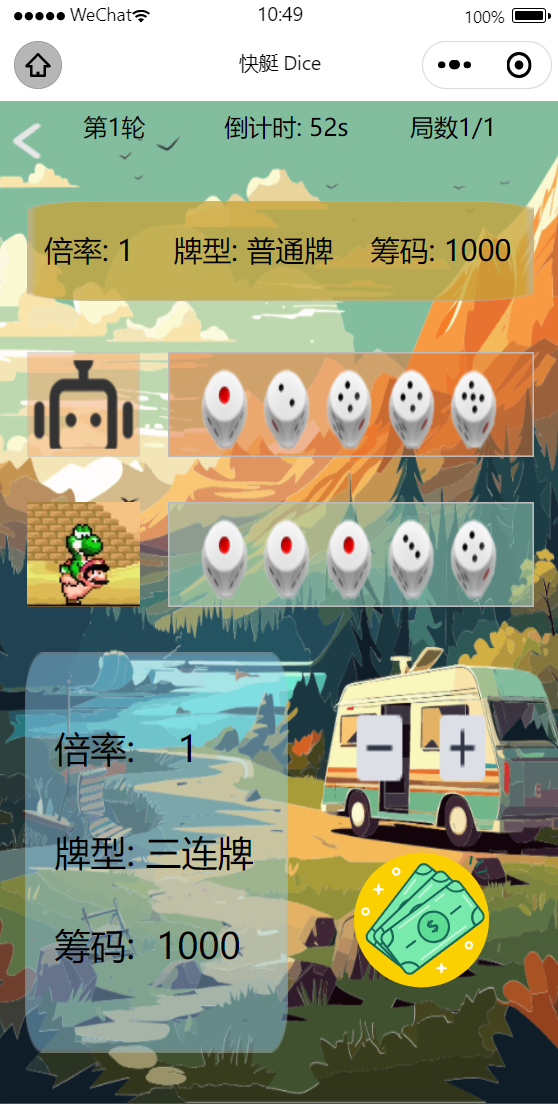 ●●●●● WeChat 10:49 100%
快艇 Dice
第1轮 倒计时: 52s 局数1/1
倍率: 1 牌型: 普通牌 筹码: 1000
倍率: 1
牌型: 三连牌
筹码: 1000
$